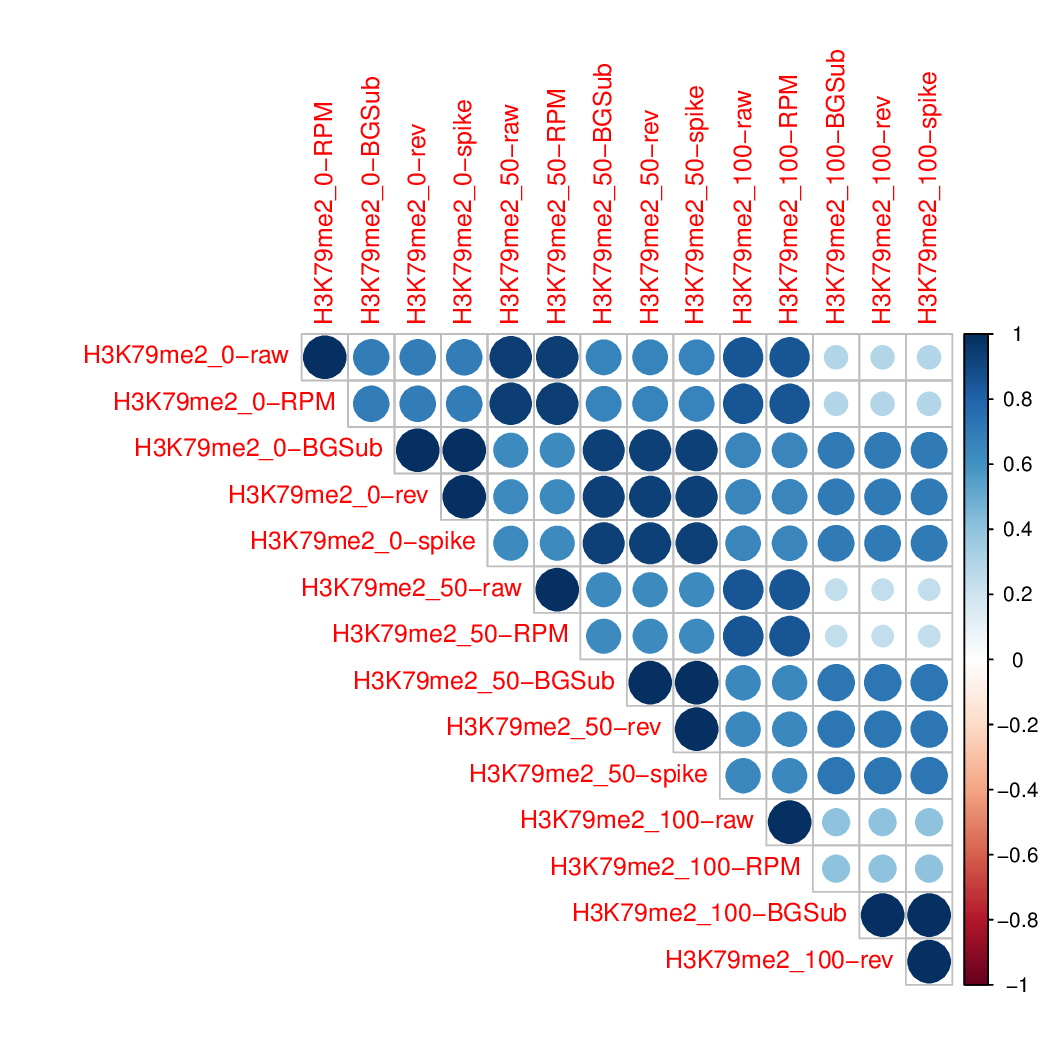 H3K79me2_0−RPM
H3K79me2_0−BGSub
H3K79me2_0−rev
H3K79me2_0−spike
H3K79me2_50−raw
H3K79me2_50−RPM
H3K79me2_50−BGSub
H3K79me2_50−rev
H3K79me2_50−spike
H3K79me2_100−raw
H3K79me2_100−RPM
H3K79me2_100−BGSub
H3K79me2_100−rev
H3K79me2_100−spike
H3K79me2_0−raw
H3K79me2_0−RPM
H3K79me2_0−BGSub
H3K79me2_0−rev
H3K79me2_0−spike
H3K79me2_50−raw
H3K79me2_50−RPM
H3K79me2_50−BGSub
H3K79me2_50−rev
H3K79me2_50−spike
H3K79me2_100−raw
H3K79me2_100−RPM
H3K79me2_100−BGSub
H3K79me2_100−rev
1
0.8
0.6
0.4
0.2
0
−0.2
−0.4
−0.6
−0.8
−1